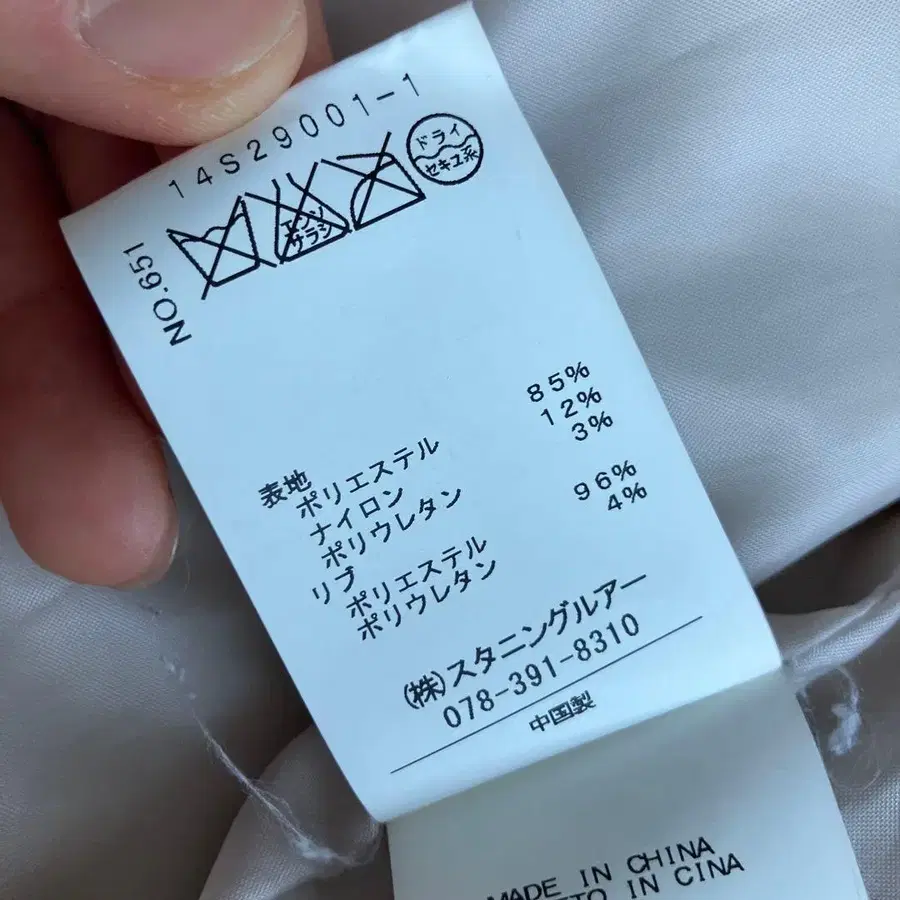 14S29001-1
ドライ
セキユ系
エンソ
サラシ
NO.651
表地
ポリエステル 85%
ナイロン 12%
ポリウレタン 3%
リブ
ポリエステル 96%
ポリウレタン 4%
(株)スタニングルアー
078-391-8310
中国製
MADE IN CHINA
IN CINA